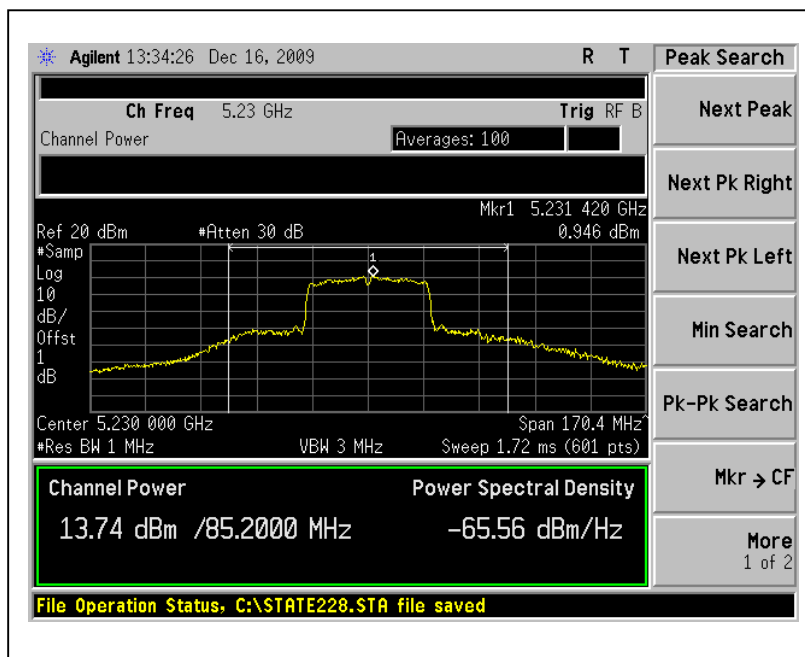 Agilent 13:34:26 Dec 16, 2009 R T
Peak Search
Ch Freq 5.23 GHz Trig RF B
Channel Power Averages: 100
Mkr1 5.231 420 GHz
Ref 20 dBm #Atten 30 dB 0.946 dBm
#Samp
Log
10
dB/
Offst
1
dB
1
Center 5.230 000 GHz Span 170.4 MHz^
#Res BW 1 MHz VBW 3 MHz Sweep 1.72 ms (601 pts)
Channel Power Power Spectral Density
13.74 dBm /85.2000 MHz -65.56 dBm/Hz
File Operation Status, C:\STATE228.STA file saved
Next Peak
Next Pk Right
Next Pk Left
Min Search
Pk-Pk Search
Mkr → CF
More
1 of 2